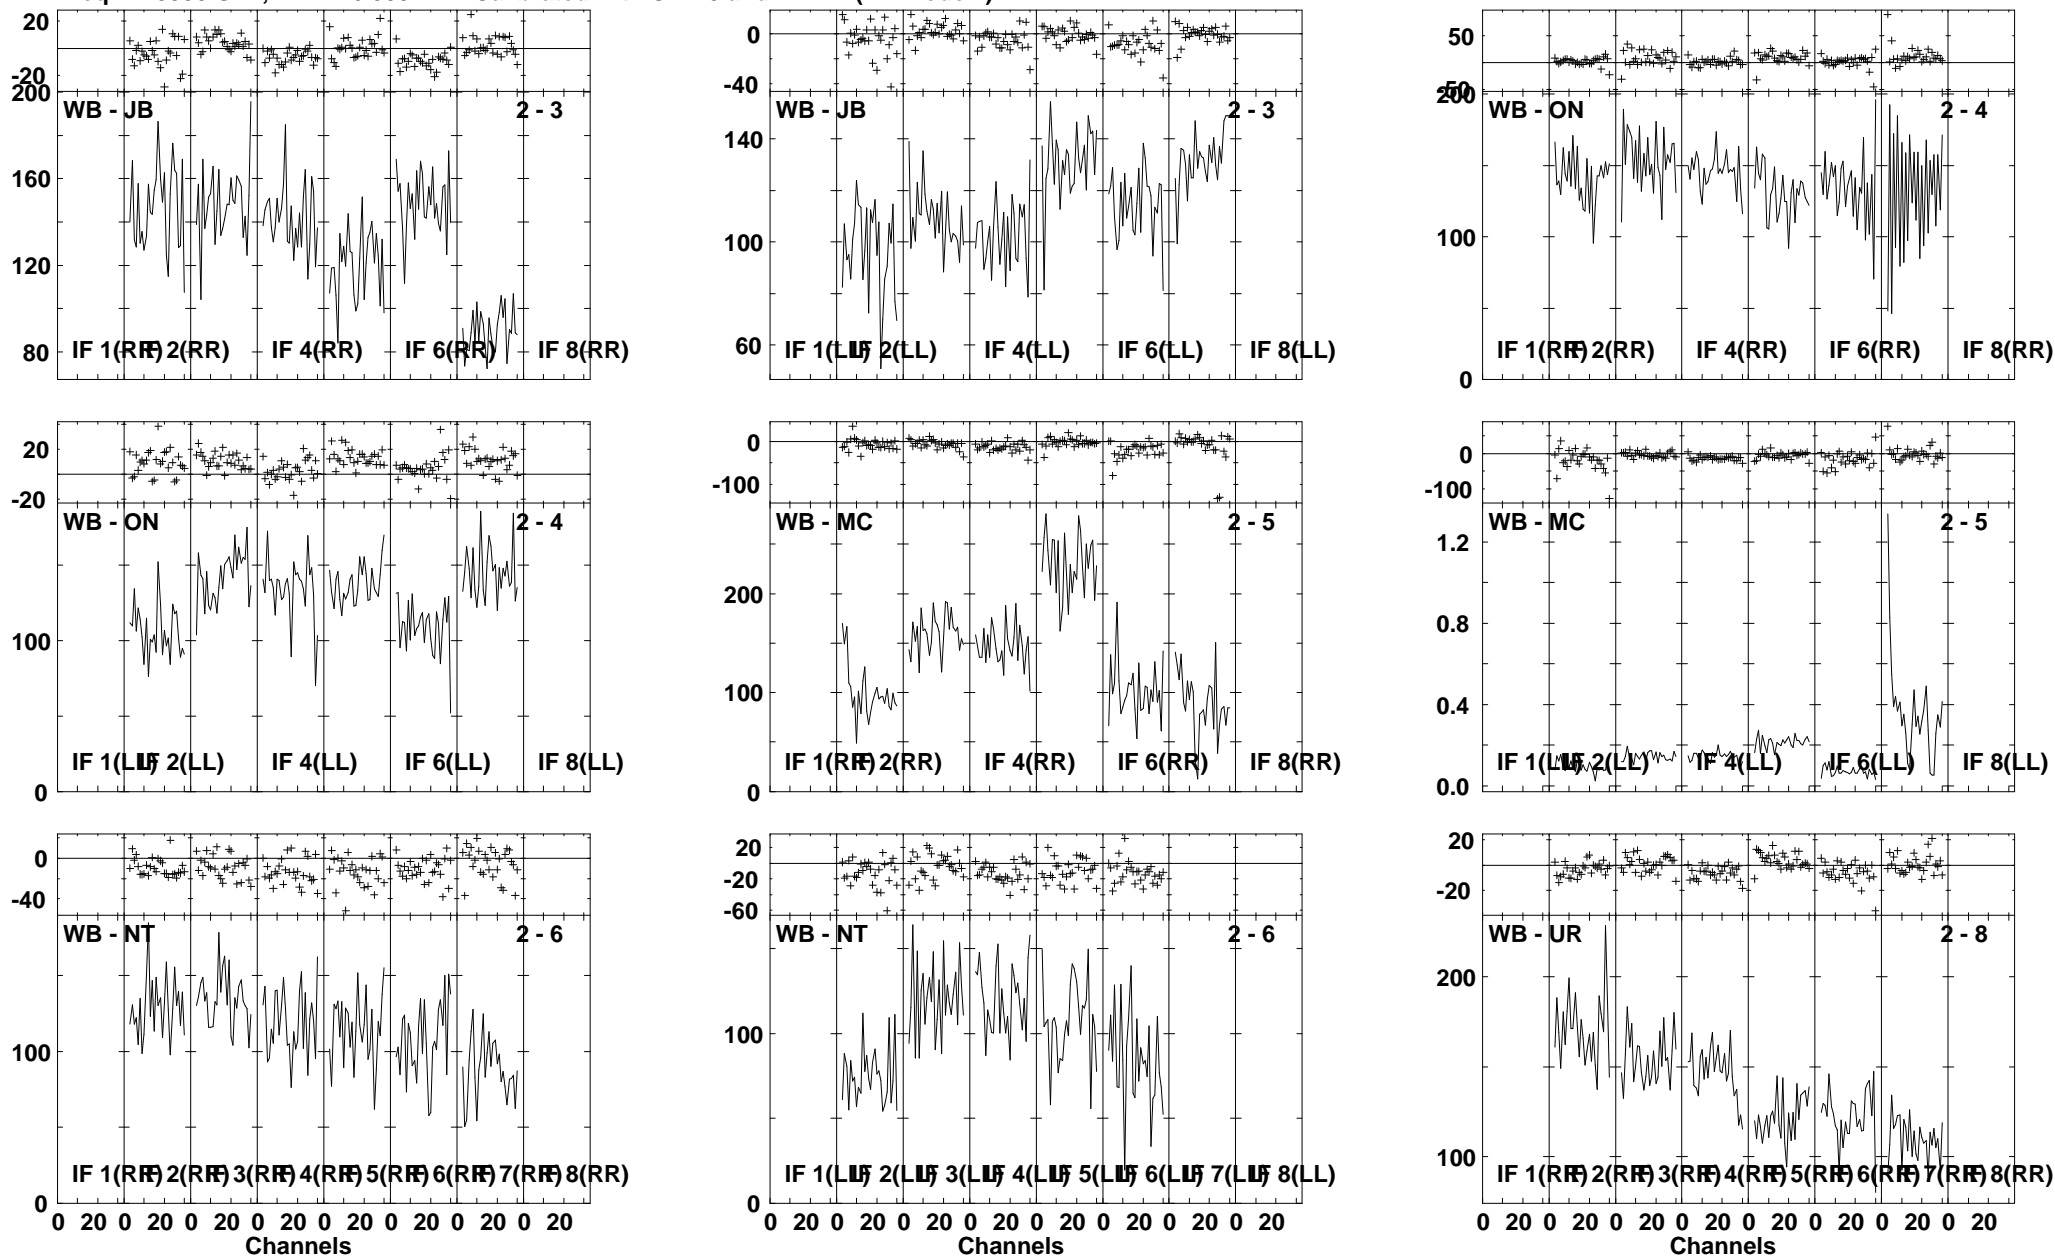 20
-20
200
160
120
80
WB - JB
2 - 3
IF 1(RR)
IF 2(RR)
IF 4(RR)
IF 6(RR)
IF 8(RR)
0
-40
140
100
60
WB - JB
2 - 3
IF 1(LL)
IF 2(LL)
IF 4(LL)
IF 6(LL)
IF 8(LL)
50
-50
200
100
0
WB - ON
2 - 4
IF 1(RR)
IF 2(RR)
IF 4(RR)
IF 6(RR)
IF 8(RR)
20
-20
100
0
WB - ON
2 - 4
IF 1(LL)
IF 2(LL)
IF 4(LL)
IF 6(LL)
IF 8(LL)
0
-100
200
100
0
WB - MC
2 - 5
IF 1(RR)
IF 2(RR)
IF 4(RR)
IF 6(RR)
IF 8(RR)
0
-100
1.2
0.8
0.4
0.0
WB - MC
2 - 5
IF 1(LL)
IF 2(LL)
IF 4(LL)
IF 6(LL)
IF 8(LL)
0
-40
100
0
WB - NT
2 - 6
IF 1(RR)
IF 2(RR)
IF 3(RR)
IF 4(RR)
IF 5(RR)
IF 6(RR)
IF 7(RR)
IF 8(RR)
0 20 0 20 0 20 0 20 0 20 0 20 0 20 0 20
Channels
20
-20
-60
100
0
WB - NT
2 - 6
IF 1(LL)
IF 2(LL)
IF 3(LL)
IF 4(LL)
IF 5(LL)
IF 6(LL)
IF 7(LL)
IF 8(LL)
0 20 0 20 0 20 0 20 0 20 0 20 0 20 0 20
Channels
20
-20
200
100
WB - UR
2 - 8
IF 1(RR)
IF 2(RR)
IF 3(RR)
IF 4(RR)
IF 5(RR)
IF 6(RR)
IF 7(RR)
IF 8(RR)
0 20 0 20 0 20 0 20 0 20 0 20 0 20 0 20
Channels